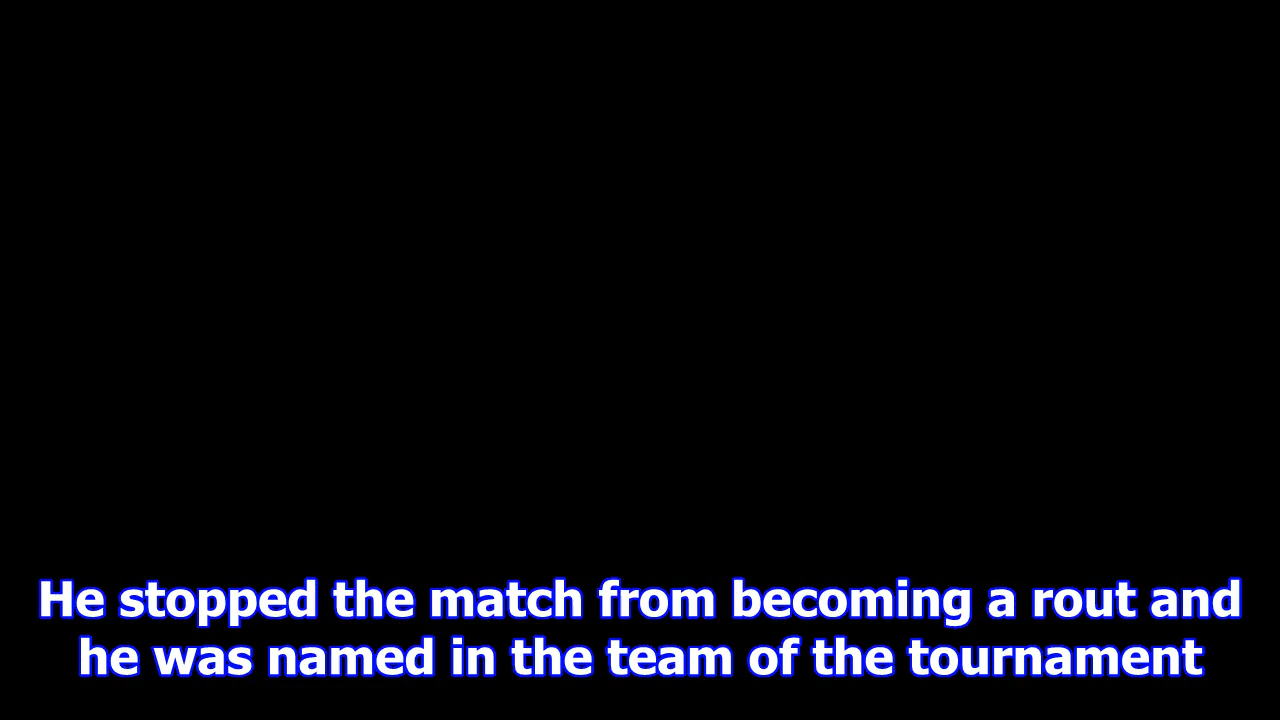 He stopped the match from becoming a rout and
he was named in the team of the tournament